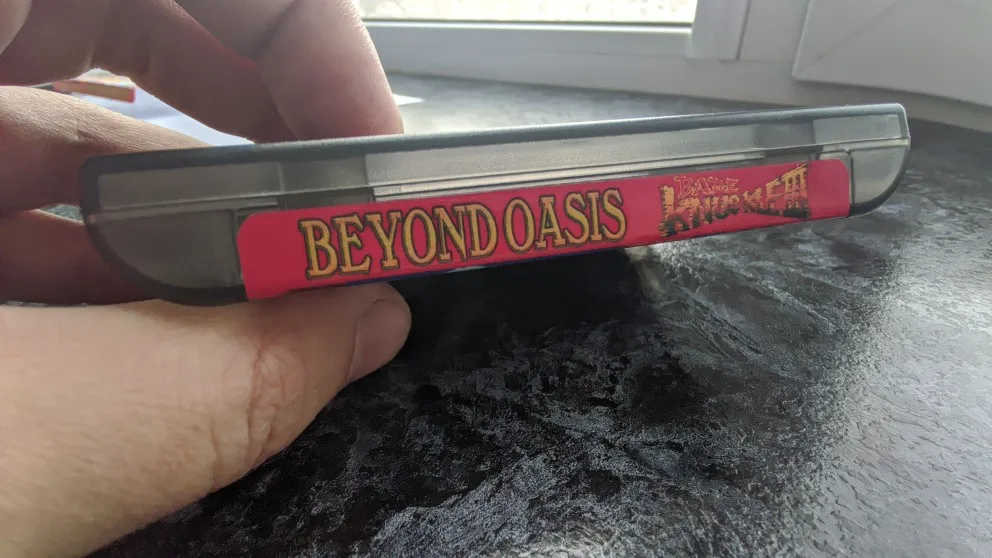 BEYOND OASIS
BARE
KNUCKLE III